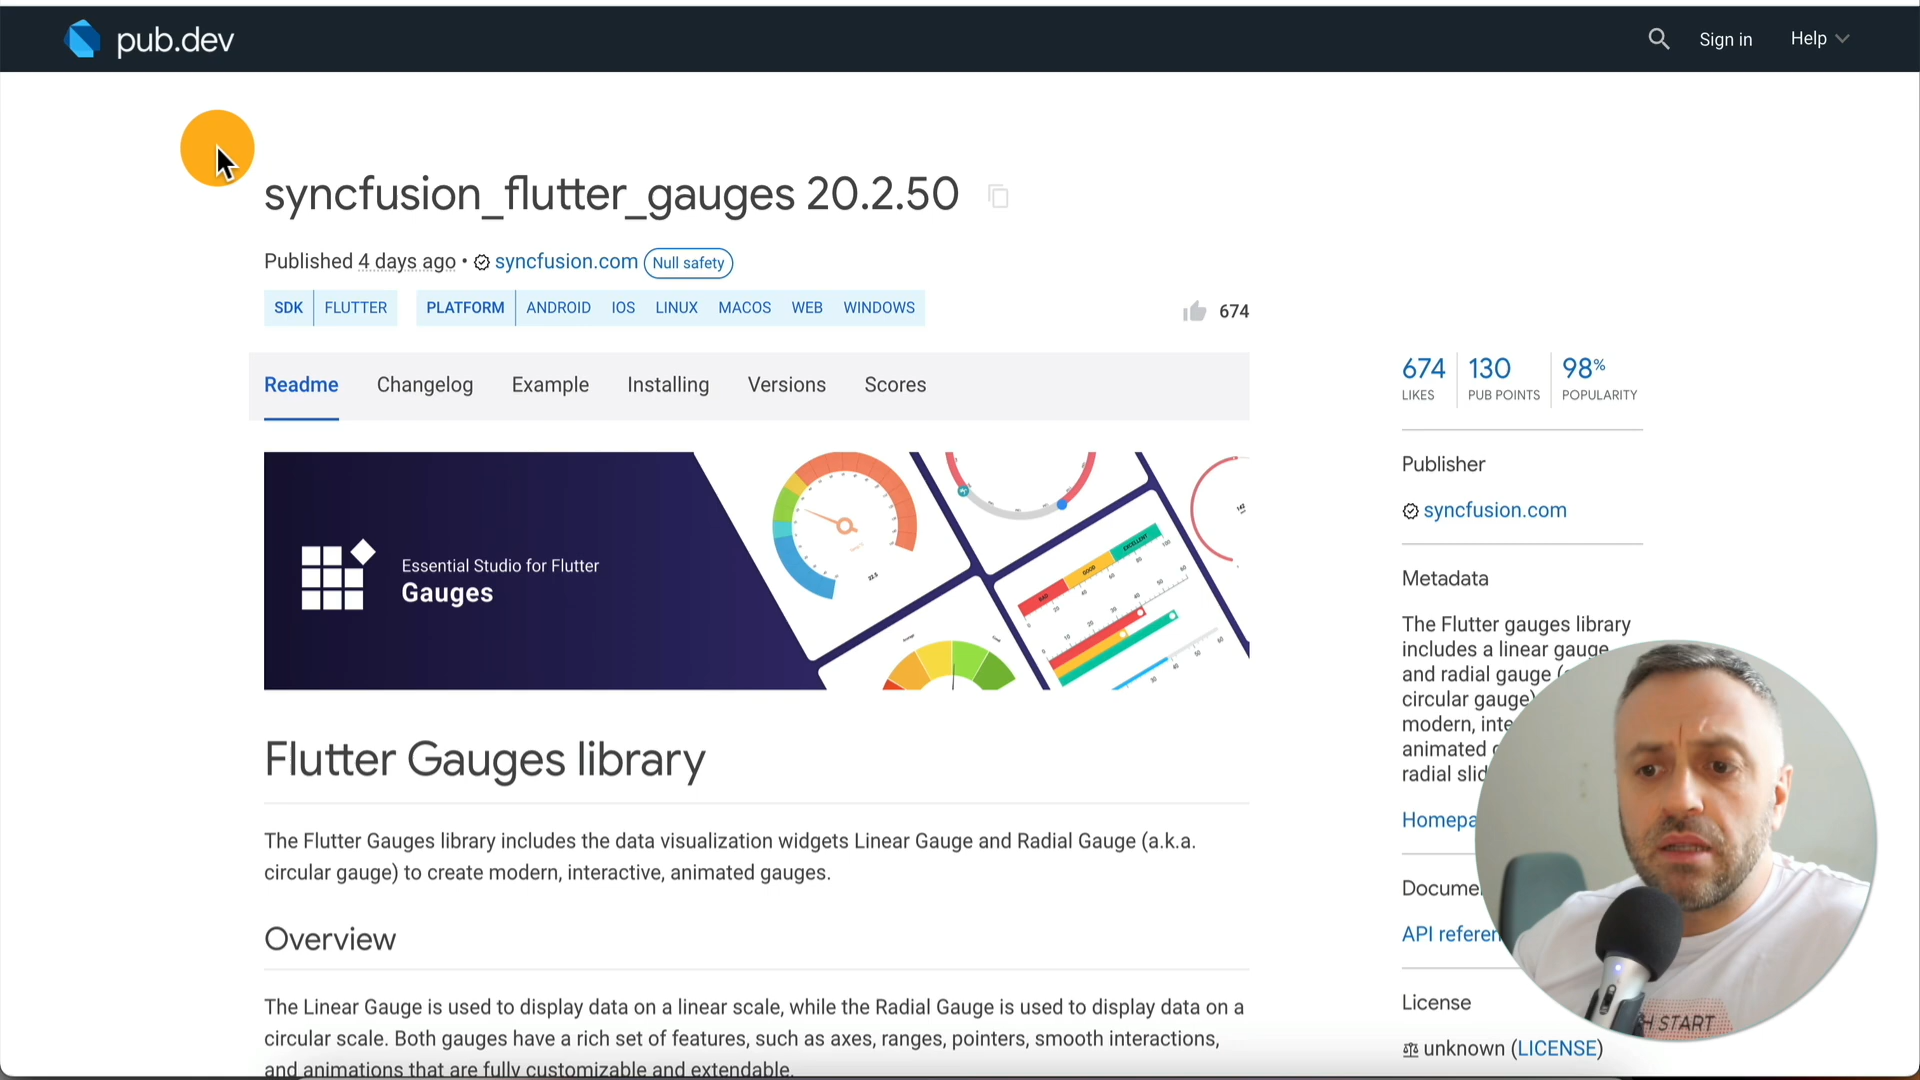 pub.dev
Sign in
Help
syncfusion_flutter_gauges 20.2.50
Published 4 days ago • syncfusion.com Null safety
SDK FLUTTER PLATFORM ANDROID IOS LINUX MACOS WEB WINDOWS
674
Readme Changelog Example Installing Versions Scores
Essential Studio for Flutter
Gauges
BAD GOOD EXCELLENT
Flutter Gauges library
The Flutter Gauges library includes the data visualization widgets Linear Gauge and Radial Gauge (a.k.a.
circular gauge) to create modern, interactive, animated gauges.
Overview
The Linear Gauge is used to display data on a linear scale, while the Radial Gauge is used to display data on a
circular scale. Both gauges have a rich set of features, such as axes, ranges, pointers, smooth interactions,
and animations that are fully customizable and extendable.
674 130 98%
LIKES PUB POINTS POPULARITY
Publisher
syncfusion.com
Metadata
The Flutter gauges library
includes a linear gauge
and radial gauge
circular gauge)
modern,
animated
radial
API
License
unknown (LICENSE)
START